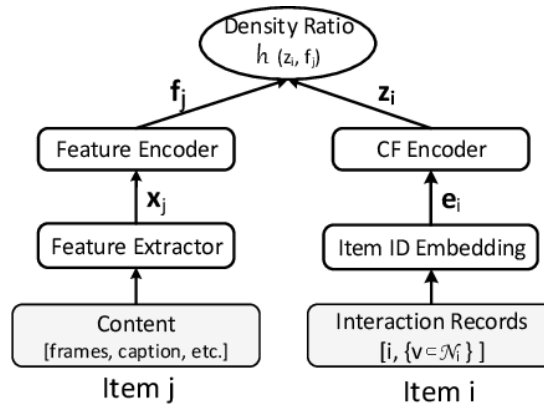 Density Ratio
h (zᵢ, fⱼ)
fⱼ
zᵢ
Feature Encoder
CF Encoder
xⱼ
eᵢ
Feature Extractor
Item ID Embedding
Content
[frames, caption, etc.]
Interaction Records
[i, {v⊂𝒩ᵢ} ]
Item j
Item i